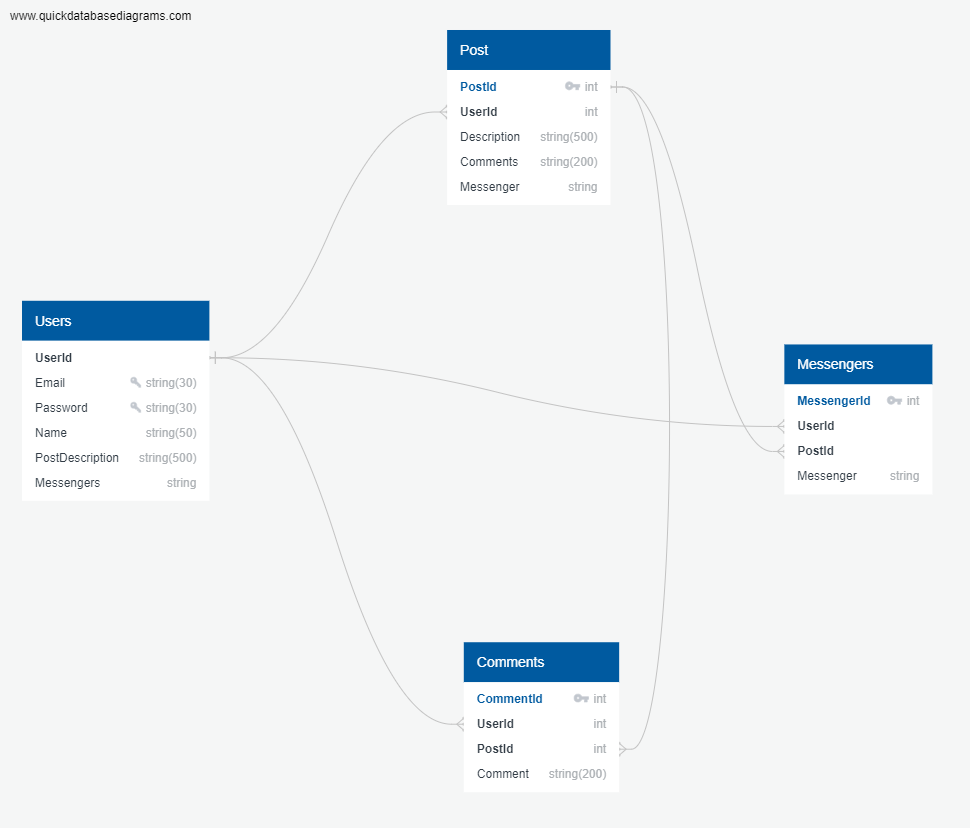 www.quickdatabasediagrams.com
Post
PostId int
UserId int
Description string(500)
Comments string(200)
Messenger string
Users
UserId
Email string(30)
Password string(30)
Name string(50)
PostDescription string(500)
Messengers string
Messengers
MessengerId int
UserId
PostId
Messenger string
Comments
CommentId int
UserId int
PostId int
Comment string(200)